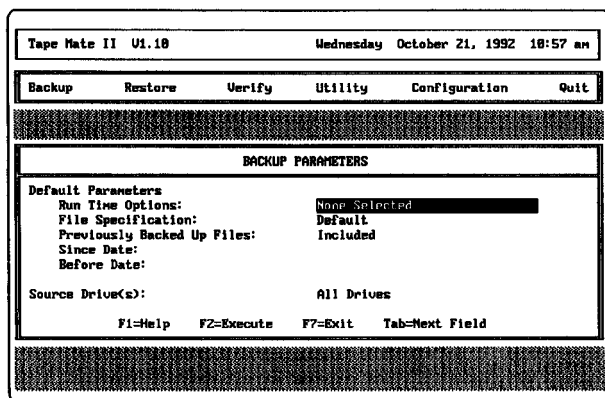 Tape Mate II V1.10 Wednesday October 21, 1992 10:57 am
Backup Restore Verify Utility Configuration Quit
BACKUP PARAMETERS
Default Parameters
Run Time Options: None Selected
File Specification: Default
Previously Backed Up Files: Included
Since Date:
Before Date:
Source Drive(s): All Drives
F1=Help F2=Execute F7=Exit Tab=Next Field